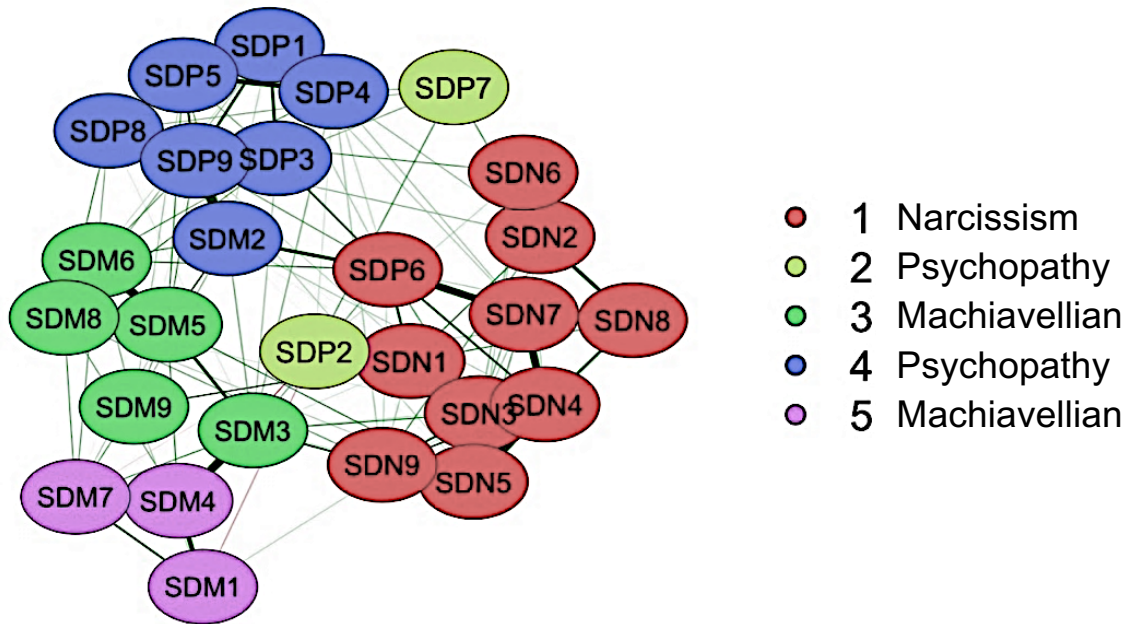 SDP1
SDP5
SDP4
SDP7
SDP8
SDP9
SDP3
SDN6
SDM2
SDN2
SDM6
SDP6
SDM8
SDM5
SDN7
SDN8
SDP2
SDN1
SDM9
SDM3
SDN3
SDN4
SDN9
SDN5
SDM7
SDM4
SDM1
1 Narcissism
2 Psychopathy
3 Machiavellian
4 Psychopathy
5 Machiavellian